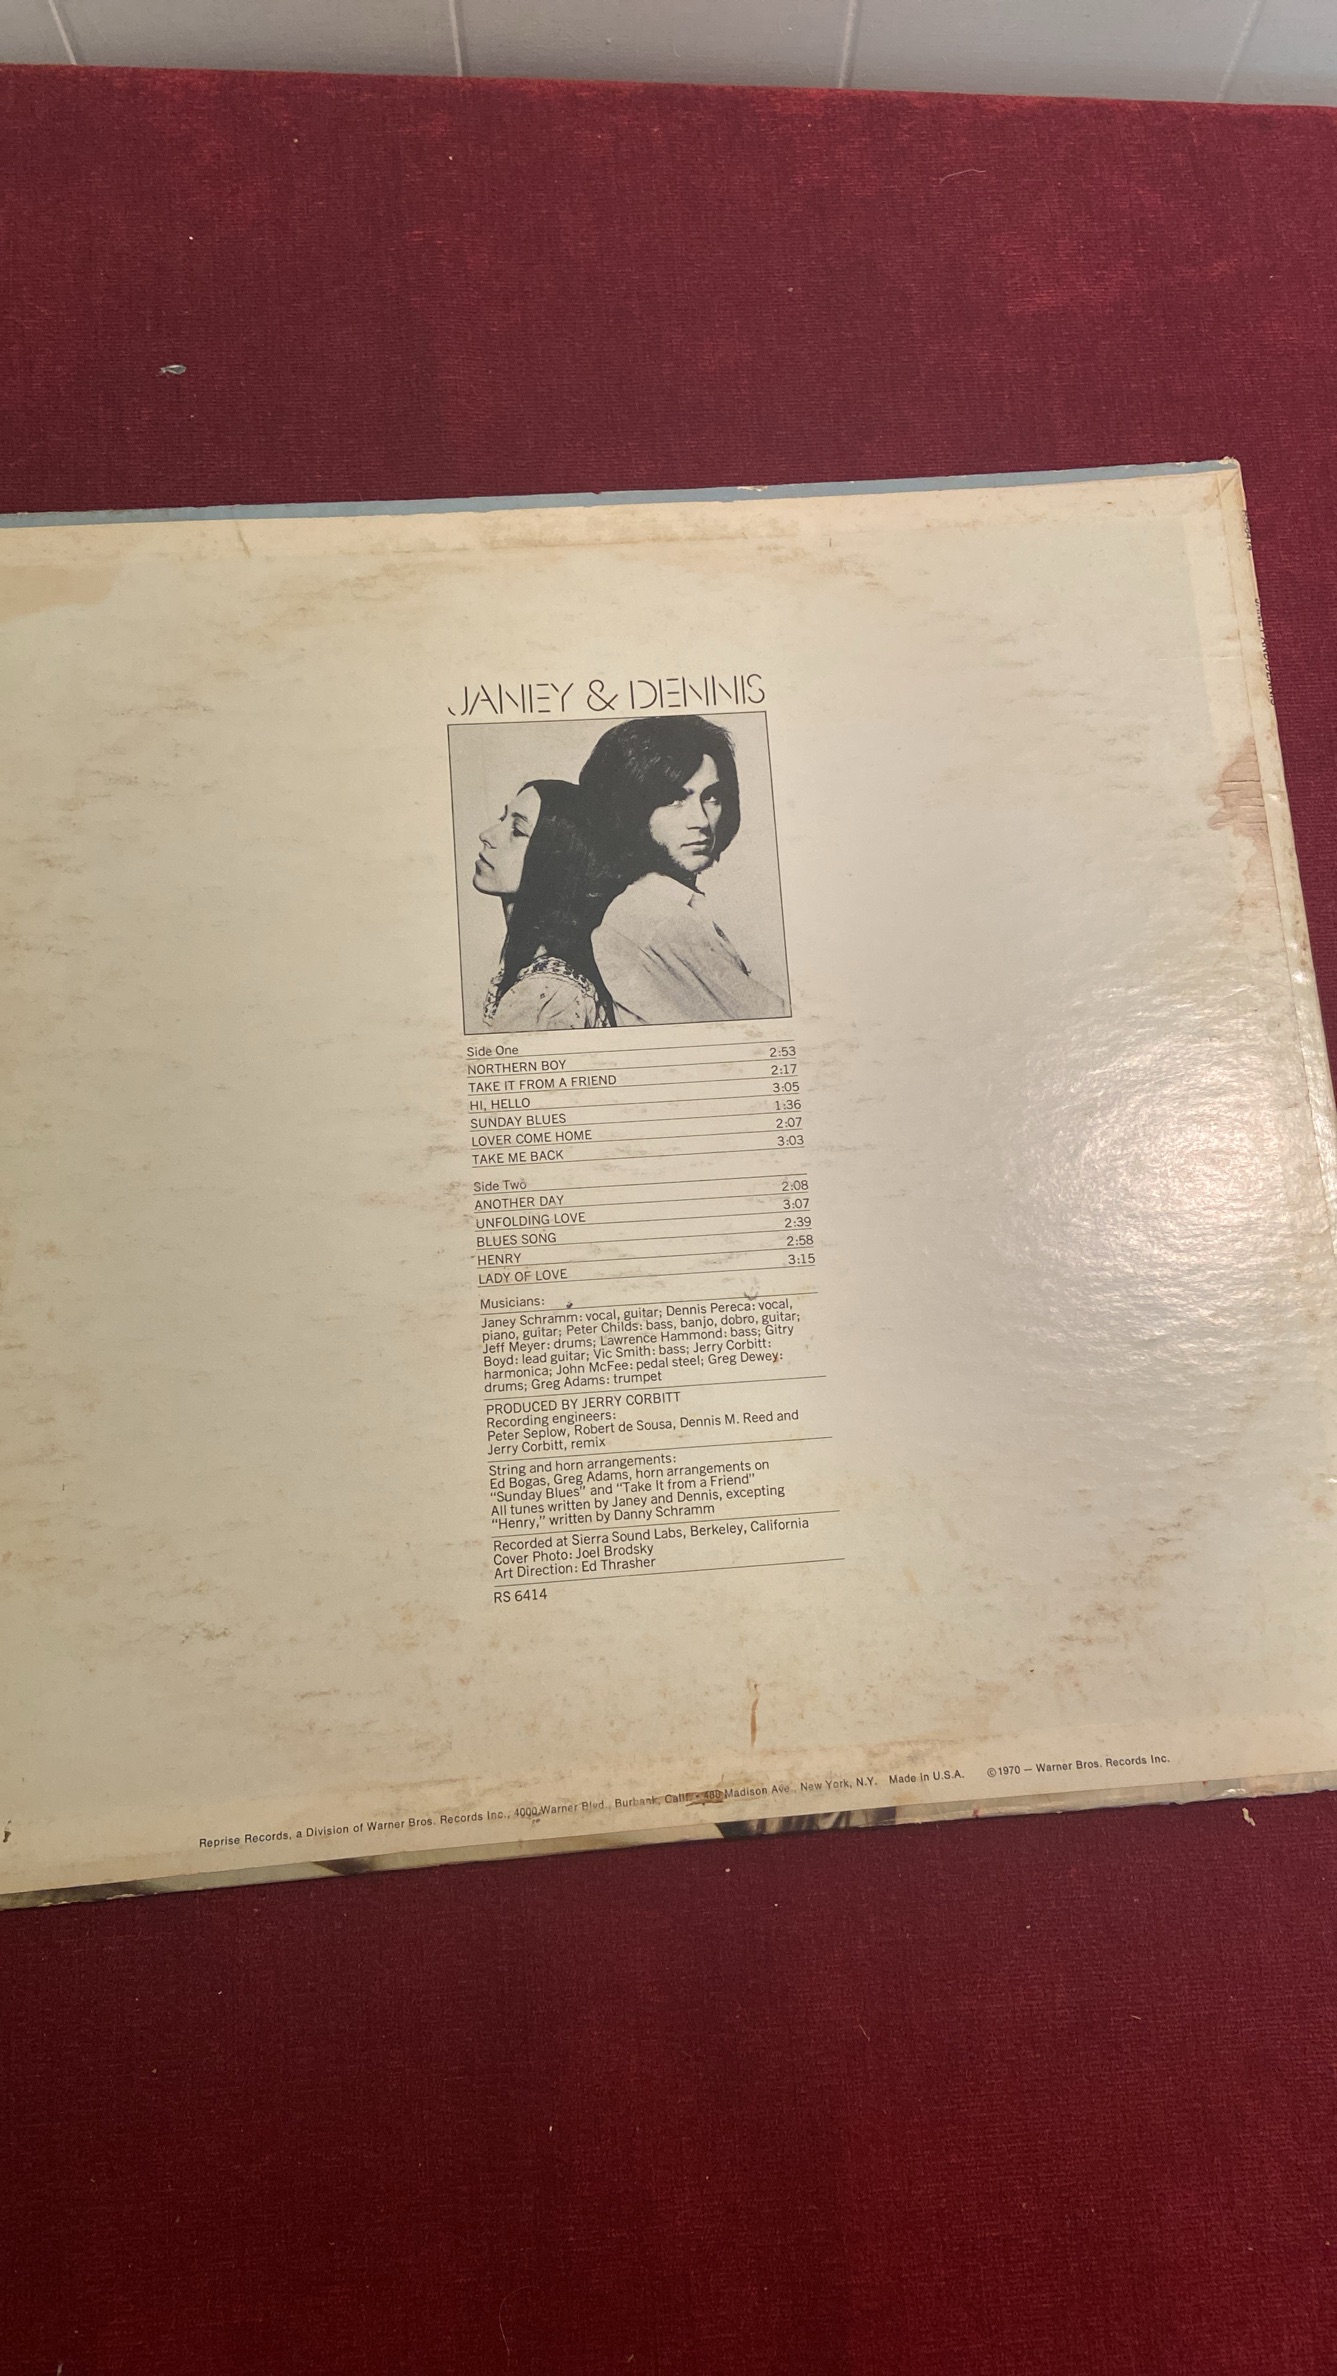 JANEY & DENNIS
Side One
NORTHERN BOY 2:53
TAKE IT FROM A FRIEND 2:17
HI, HELLO 3:05
SUNDAY BLUES 1:36
LOVER COME HOME 2:07
TAKE ME BACK 3:03
Side Two
ANOTHER DAY 2:08
UNFOLDING LOVE 3:07
BLUES SONG 2:39
HENRY 2:58
LADY OF LOVE 3:15
Musicians:
Janey Schramm: vocal, guitar; Dennis Pereca: vocal,
piano, guitar; Peter Childs: bass, banjo, dobro, guitar;
Jeff Meyer: drums; Lawrence Hammond: bass; Gitry
Boyd: lead guitar; Vic Smith: bass; Jerry Corbitt:
harmonica; John McFee: pedal steel; Greg Dewey:
drums; Greg Adams: trumpet
PRODUCED BY JERRY CORBITT
Recording engineers:
Peter Seplow, Robert de Sousa, Dennis M. Reed and
Jerry Corbitt, remix
String and horn arrangements:
Ed Bogas, Greg Adams, horn arrangements on
"Sunday Blues" and "Take It from a Friend"
All tunes written by Janey and Dennis, excepting
"Henry," written by Danny Schramm
Recorded at Sierra Sound Labs, Berkeley, California
Cover Photo: Joel Brodsky
Art Direction: Ed Thrasher
RS 6414
Reprise Records, a Division of Warner Bros. Records Inc., 4000 Warner Blvd., Burbank, Calif. • 488 Madison Ave., New York, N.Y. Made in U.S.A. ©1970 — Warner Bros. Records Inc.